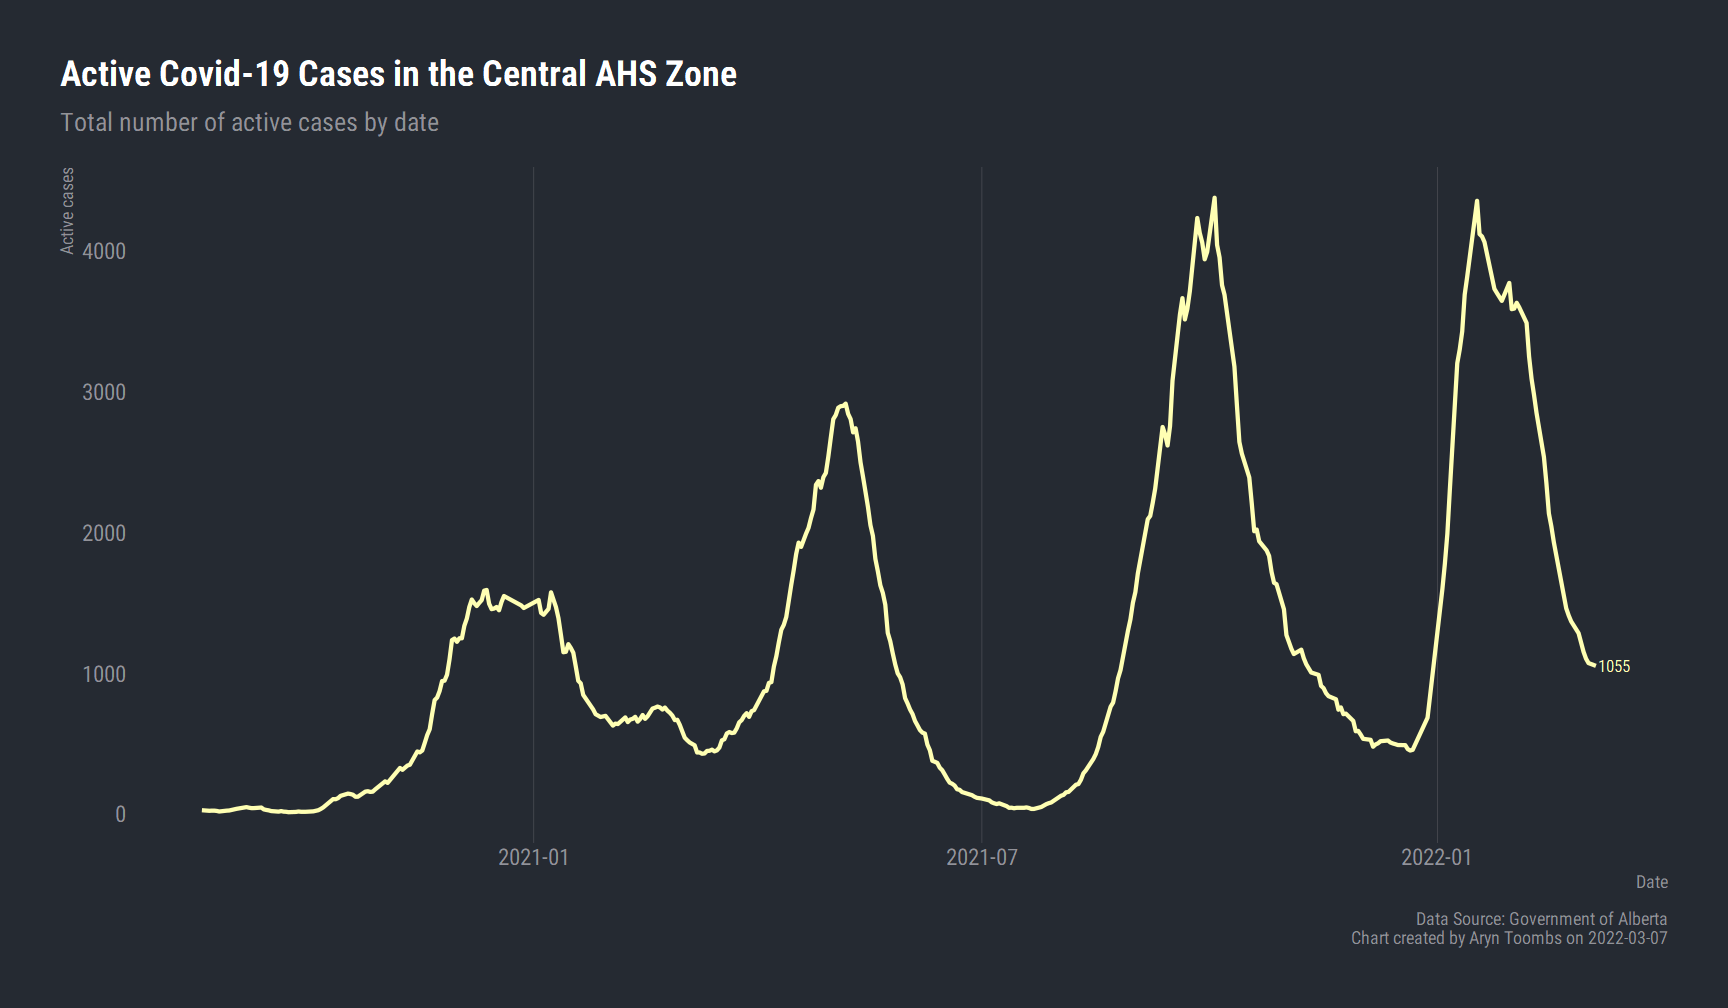 Active Covid-19 Cases in the Central AHS Zone
Total number of active cases by date
Active cases
4000
3000
2000
1000
0
1055
2021-01
2021-07
2022-01
Date
Data Source: Government of Alberta
Chart created by Aryn Toombs on 2022-03-07